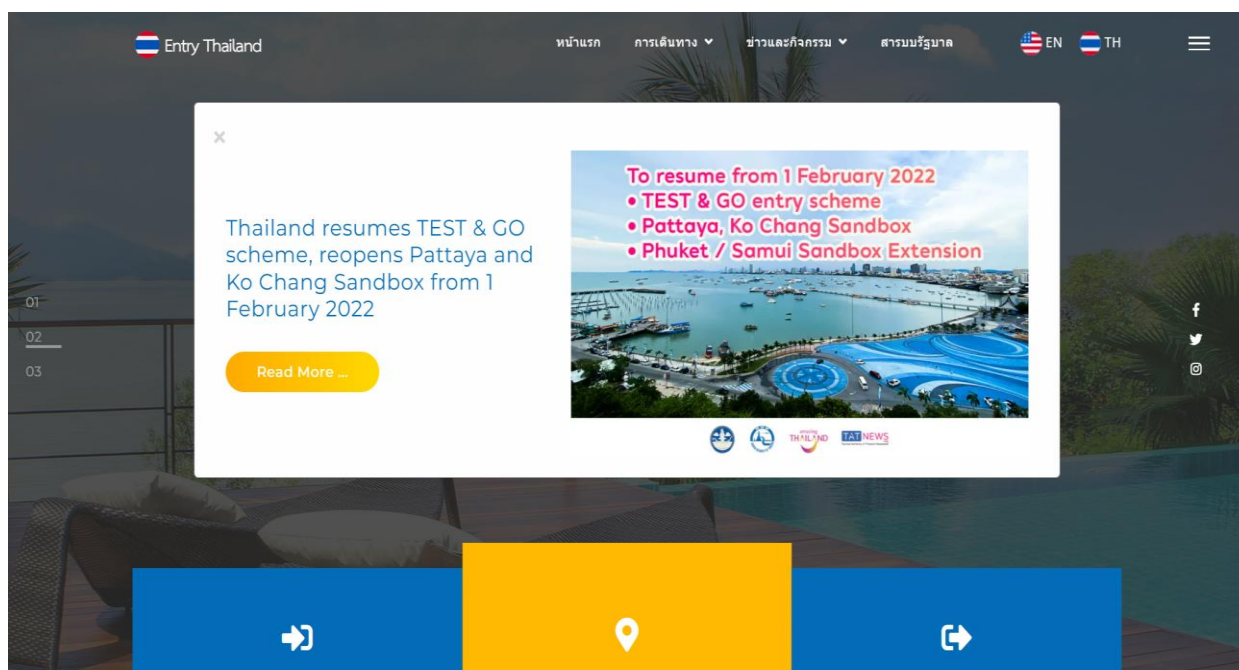 Entry Thailand
หน้าแรก
การเดินทาง
ข่าวและกิจกรรม
สารบบรัฐบาล
EN
TH
×
Thailand resumes TEST & GO
scheme, reopens Pattaya and
Ko Chang Sandbox from 1
February 2022
Read More ...
To resume from 1 February 2022
• TEST & GO entry scheme
• Pattaya, Ko Chang Sandbox
• Phuket / Samui Sandbox Extension
amazing
THAILAND
TAT NEWS
01
02
03